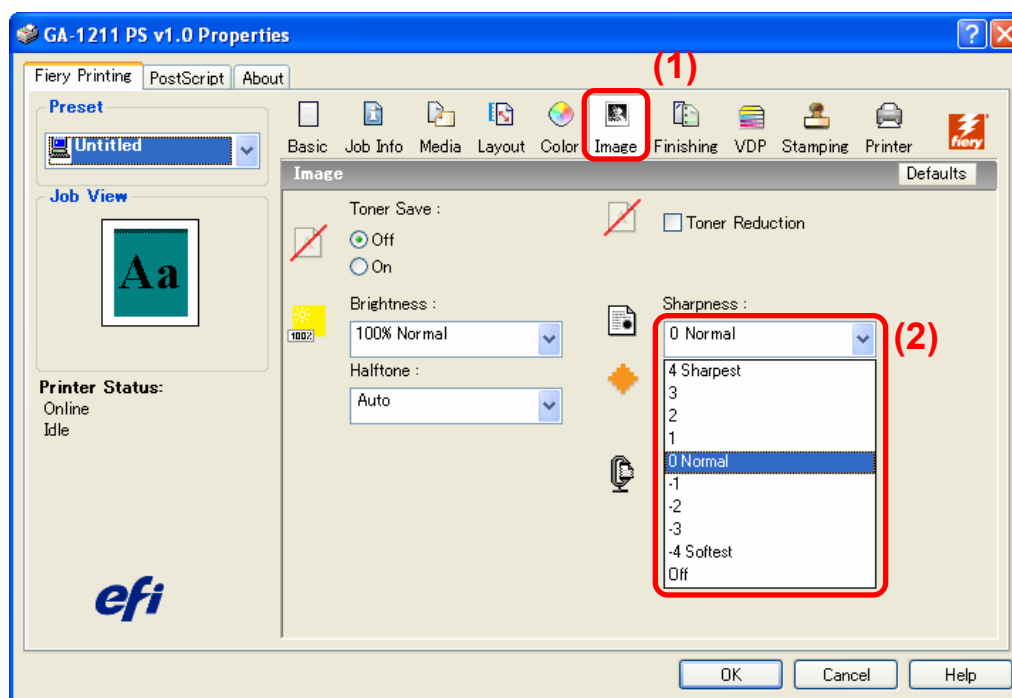 GA-1211 PS v1.0 Properties
(1)
Fiery Printing PostScript About
Preset
Untitled
Basic Job Info Media Layout Color Image Finishing VDP Stamping Printer
fiery
Image Defaults
Job View
Aa
Printer Status:
Online
Idle
efi
Toner Save :
Off
On
Toner Reduction
Brightness :
100%
100% Normal
Halftone :
Auto
Sharpness :
0 Normal
(2)
4 Sharpest
3
2
1
0 Normal
-1
-2
-3
-4 Softest
Off
OK Cancel Help